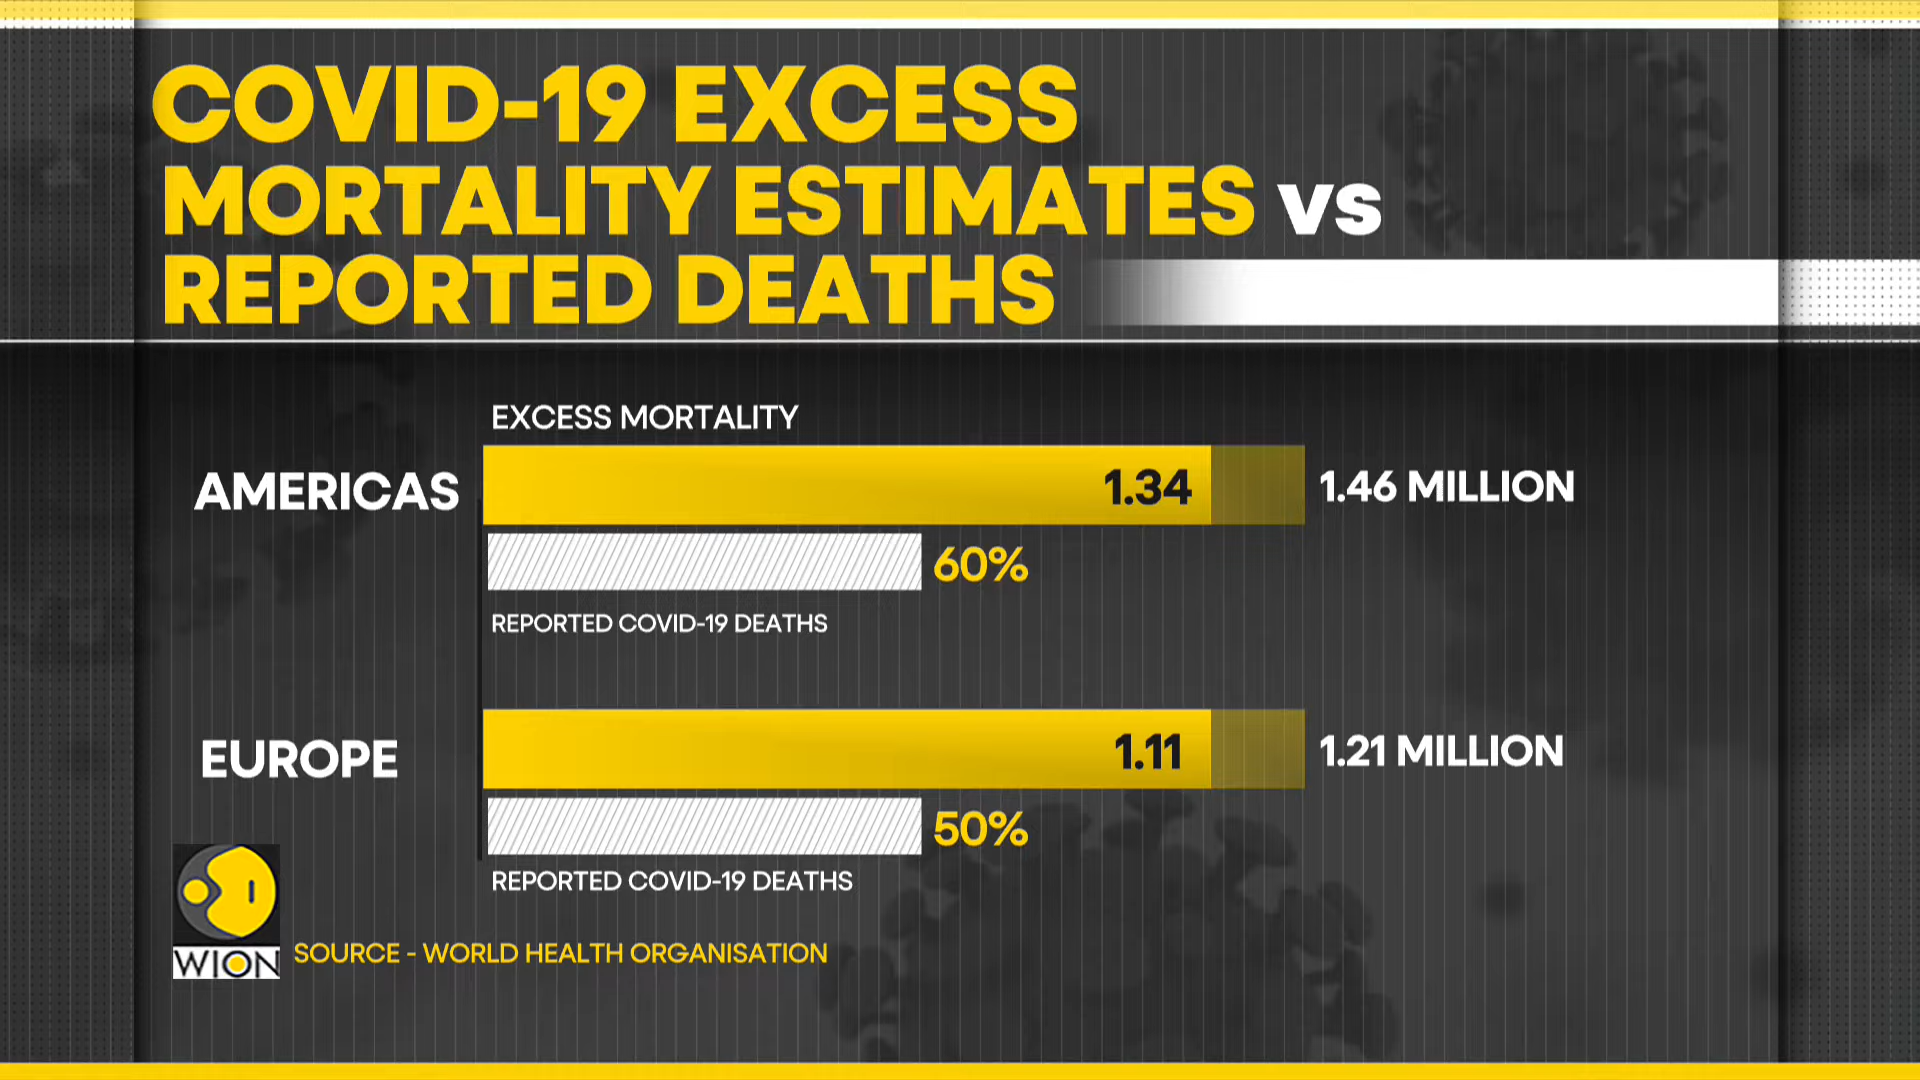 COVID-19 EXCESS
MORTALITY ESTIMATES vs
REPORTED DEATHS
EXCESS MORTALITY
AMERICAS
1.34
1.46 MILLION
60%
REPORTED COVID-19 DEATHS
EUROPE
1.11
1.21 MILLION
50%
REPORTED COVID-19 DEATHS
WION
SOURCE - WORLD HEALTH ORGANISATION